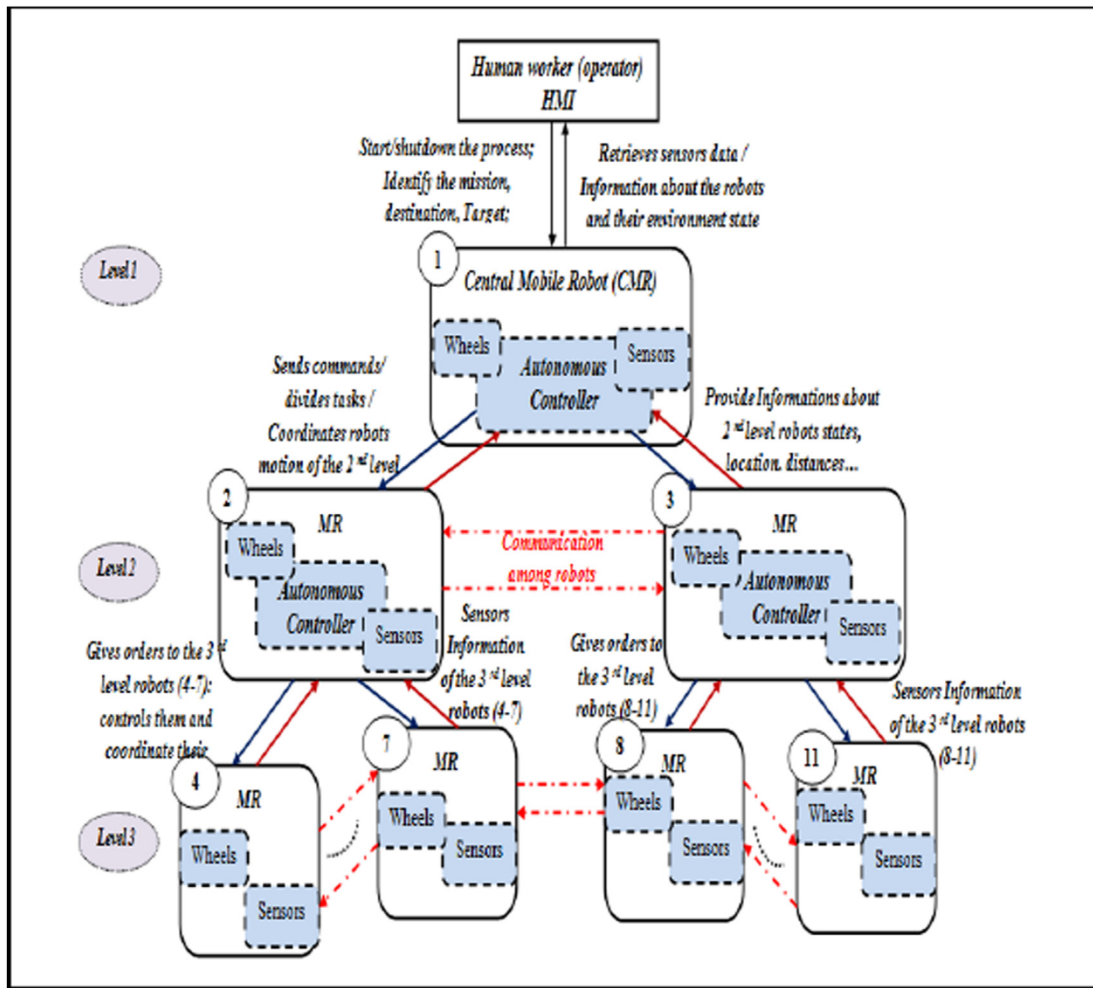 Human worker (operator)
HMI
Start/shutdown the process;
Identify the mission,
destination, Target;
Retrieves sensors data /
Information about the robots
and their environment state
Level 1
1
Central Mobile Robot (CMR)
Wheels
Autonomous
Controller
Sensors
Sends commands/
divides tasks /
Coordinates robots
motion of the 2nd level
Provide Informations about
2nd level robots states,
location, distances...
Level 2
2
MR
Wheels
Autonomous
Controller
Sensors
Communication
among robots
3
MR
Wheels
Autonomous
Controller
Sensors
Gives orders to the 3rd
level robots (4-7);
controls them and
coordinate their
Sensors
Information
of the 3rd level
robots (4-7)
Gives orders to
the 3rd level
robots (8-11)
Sensors Information
of the 3rd level robots
(8-11)
Level 3
4
MR
Wheels
Sensors
7
MR
Wheels
Sensors
8
MR
Wheels
Sensors
11
MR
Wheels
Sensors